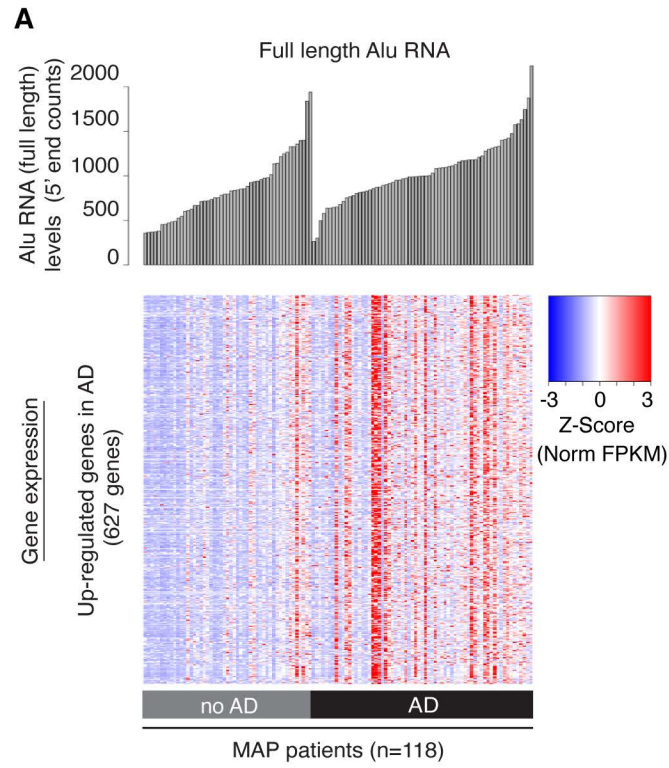 A
Full length Alu RNA
Alu RNA (full length)
levels (5' end counts)
2000
1500
1000
500
0
Gene expression
Up-regulated genes in AD
(627 genes)
-3 0 3
Z-Score
(Norm FPKM)
no AD AD
MAP patients (n=118)